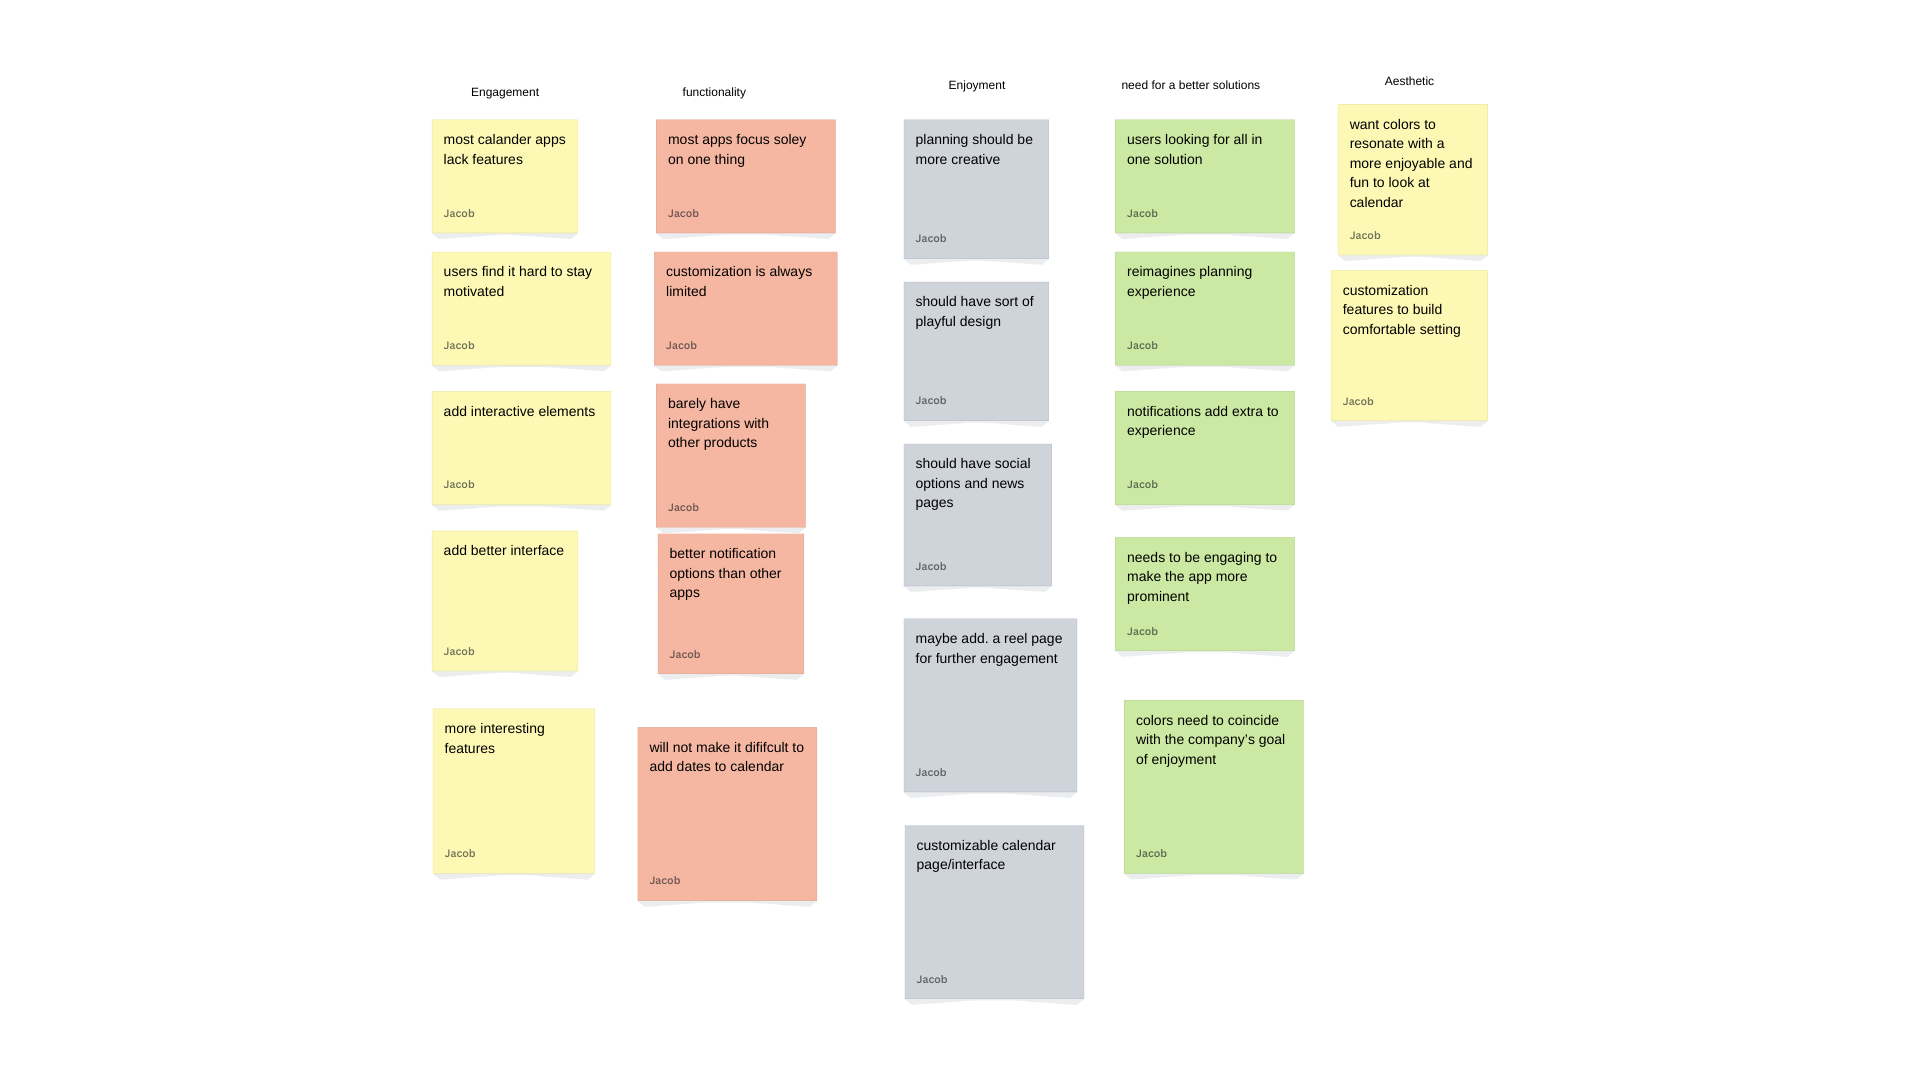 Engagement
most calander apps
lack features
Jacob
users find it hard to stay
motivated
Jacob
add interactive elements
Jacob
add better interface
Jacob
more interesting
features
Jacob
functionality
most apps focus soley
on one thing
Jacob
customization is always
limited
Jacob
barely have
integrations with
other products
Jacob
better notification
options than other
apps
Jacob
will not make it dififcult to
add dates to calendar
Jacob
Enjoyment
planning should be
more creative
Jacob
should have sort of
playful design
Jacob
should have social
options and news
pages
Jacob
maybe add. a reel page
for further engagement
Jacob
customizable calendar
page/interface
Jacob
need for a better solutions
users looking for all in
one solution
Jacob
reimagines planning
experience
Jacob
notifications add extra to
experience
Jacob
needs to be engaging to
make the app more
prominent
Jacob
colors need to coincide
with the company's goal
of enjoyment
Jacob
Aesthetic
want colors to
resonate with a
more enjoyable and
fun to look at
calendar
Jacob
customization
features to build
comfortable setting
Jacob